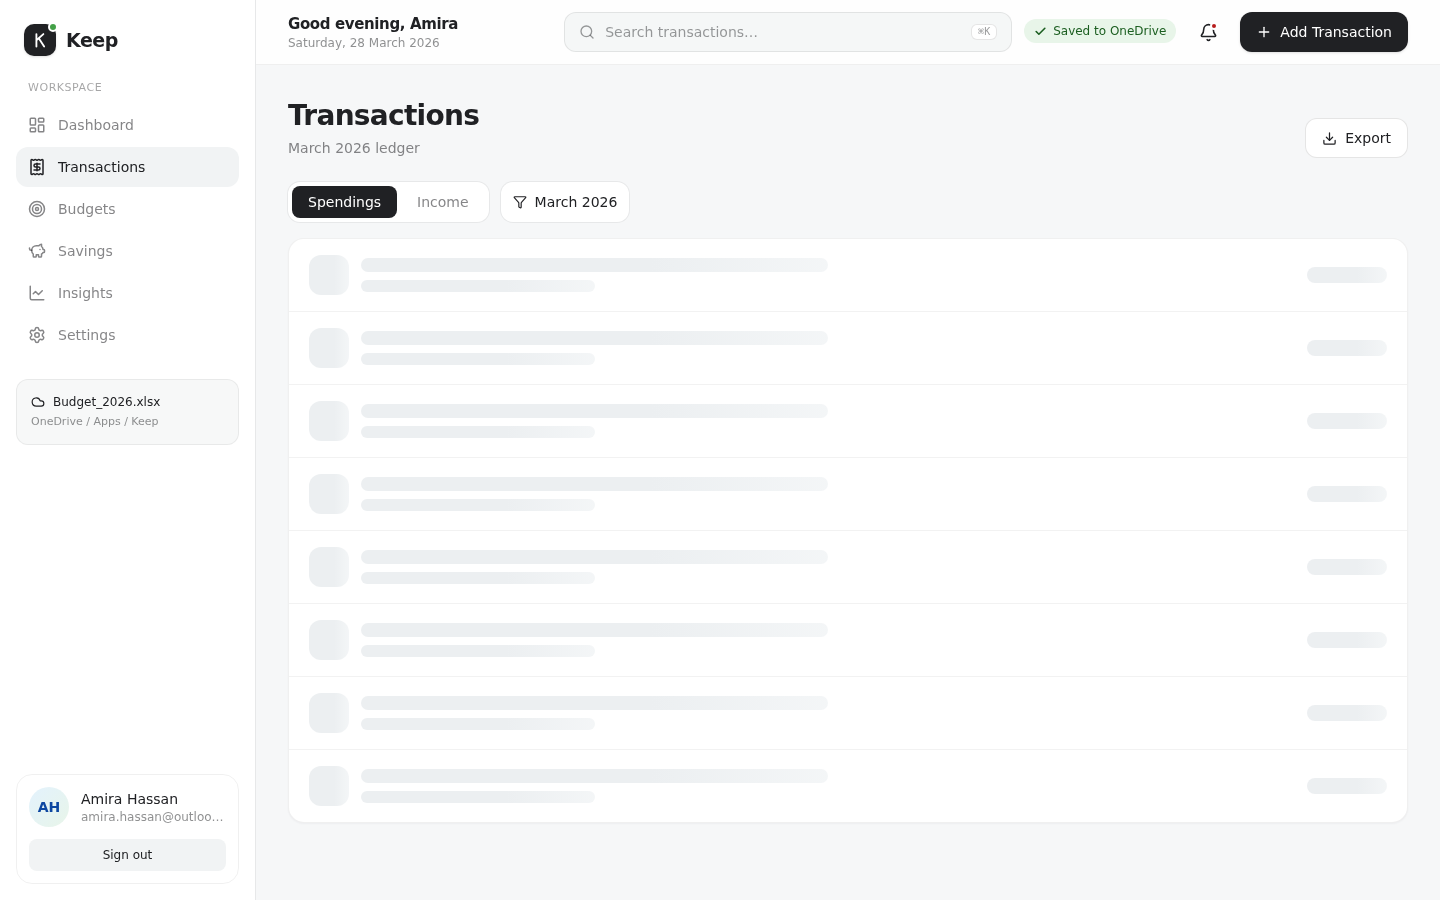 Keep
WORKSPACE
Dashboard
Transactions
Budgets
Savings
Insights
Settings
Budget_2026.xlsx
OneDrive / Apps / Keep
AH
Amira Hassan
amira.hassan@outloo...
Sign out
Good evening, Amira
Saturday, 28 March 2026
Search transactions...
⌘K
Saved to OneDrive
Add Transaction
Transactions
March 2026 ledger
Export
Spendings
Income
March 2026